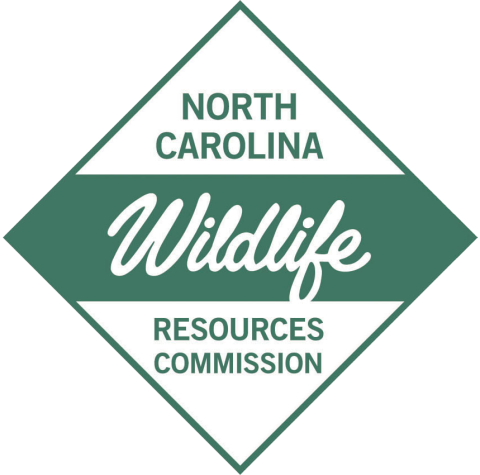 NORTH
CAROLINA
Wildlife
RESOURCES
COMMISSION